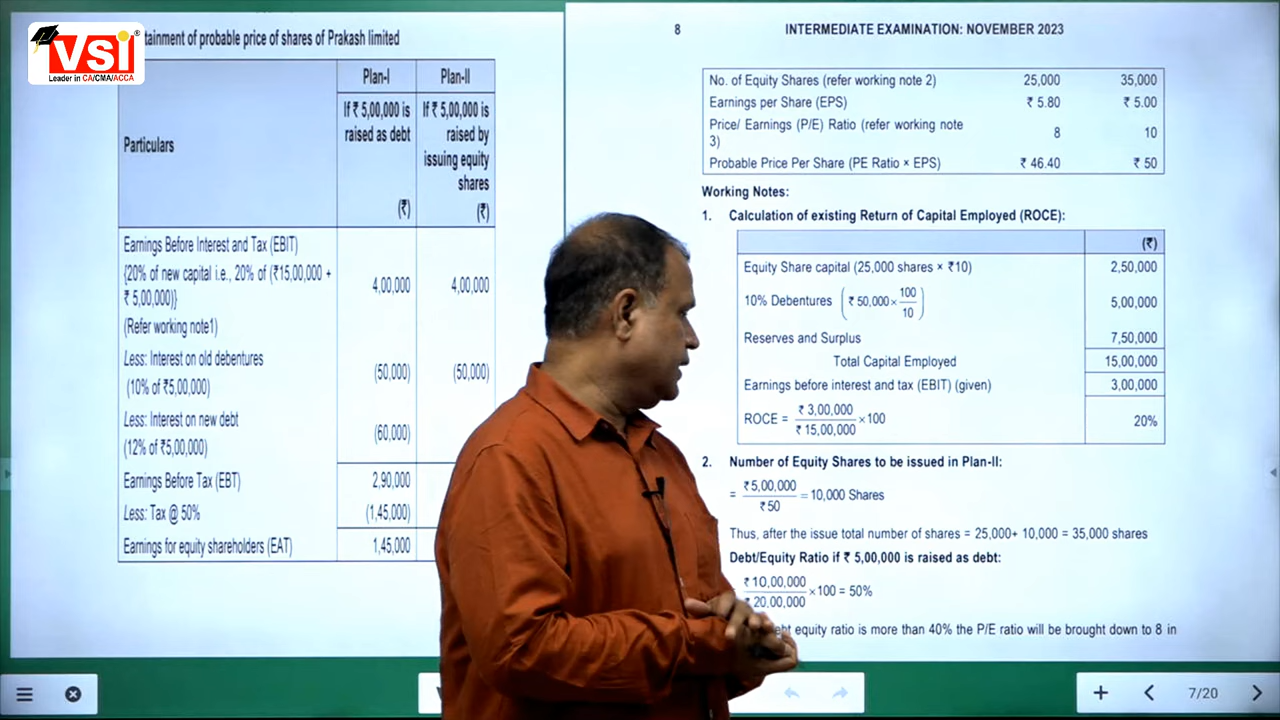 VSI
Leader in CA/CMA/ACCA
tainment of probable price of shares of Prakash limited
Particulars
Plan-I
Plan-II
If ₹ 5,00,000 is
raised as debt
(₹)
If ₹ 5,00,000 is
raised by
issuing equity
shares
(₹)
Earnings Before Interest and Tax (EBIT)
{20% of new capital i.e., 20% of (₹15,00,000 +
₹ 5,00,000)}
(Refer working note1)
4,00,000 4,00,000
Less: Interest on old debentures
(10% of ₹5,00,000)
(50,000) (50,000)
Less: Interest on new debt
(12% of ₹5,00,000)
(60,000)
Earnings Before Tax (EBT) 2,90,000
Less: Tax @ 50% (1,45,000)
Earnings for equity shareholders (EAT) 1,45,000
8 INTERMEDIATE EXAMINATION: NOVEMBER 2023
No. of Equity Shares (refer working note 2) 25,000 35,000
Earnings per Share (EPS) ₹ 5.80 ₹ 5.00
Price/ Earnings (P/E) Ratio (refer working note
3) 8 10
Probable Price Per Share (PE Ratio × EPS) ₹ 46.40 ₹ 50
Working Notes:
1. Calculation of existing Return of Capital Employed (ROCE):
(₹)
Equity Share capital (25,000 shares × ₹10) 2,50,000
10% Debentures (₹ 50,000 × 100/10) 5,00,000
Reserves and Surplus 7,50,000
Total Capital Employed 15,00,000
Earnings before interest and tax (EBIT) (given) 3,00,000
ROCE = ₹ 3,00,000/₹ 15,00,000 ×100 20%
2. Number of Equity Shares to be issued in Plan-II:
= ₹ 5,00,000/₹ 50 = 10,000 Shares
Thus, after the issue total number of shares = 25,000+ 10,000 = 35,000 shares
Debt/Equity Ratio if ₹ 5,00,000 is raised as debt:
₹ 10,00,000/₹ 20,00,000 ×100 = 50%
equity ratio is more than 40% the P/E ratio will be brought down to 8 in
7/20